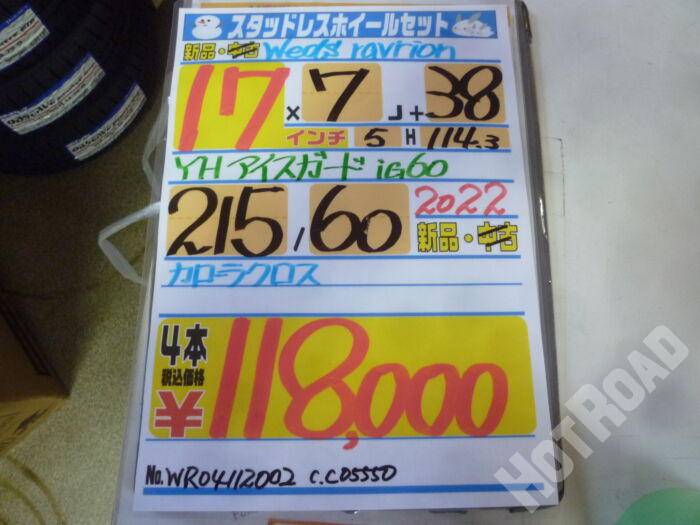 スタッドレスホイールセット
新品・中古 Weds ravrion
17 x 7 J + 38
インチ 5 H 114.3
YH アイスガード iG60
215 / 60 2022
新品・中古
カローラクロス
4本
税込価格
¥118,000
No. WR04112002 C.C05550
HOT ROAD